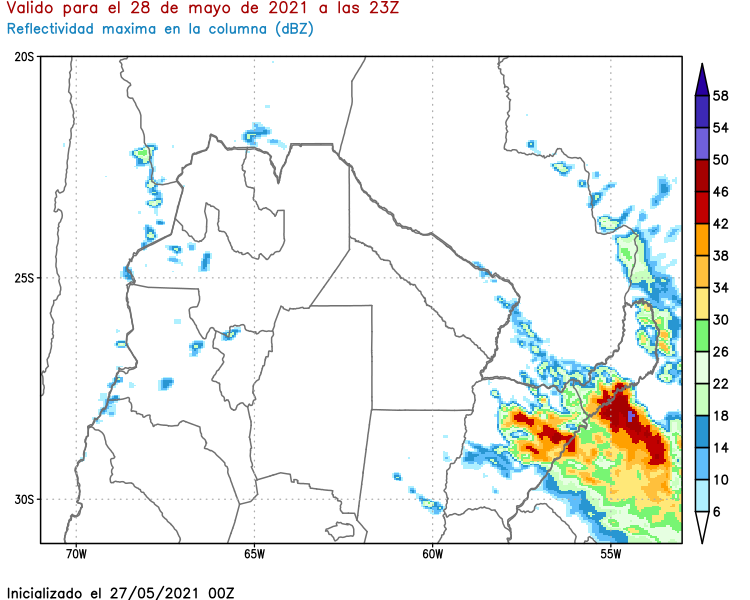 Valido para el 28 de mayo de 2021 a las 23Z
Reflectividad maxima en la columna (dBZ)
20S
25S
30S
70W
65W
60W
55W
58
54
50
46
42
38
34
30
26
22
18
14
10
6
Inicializado el 27/05/2021 00Z